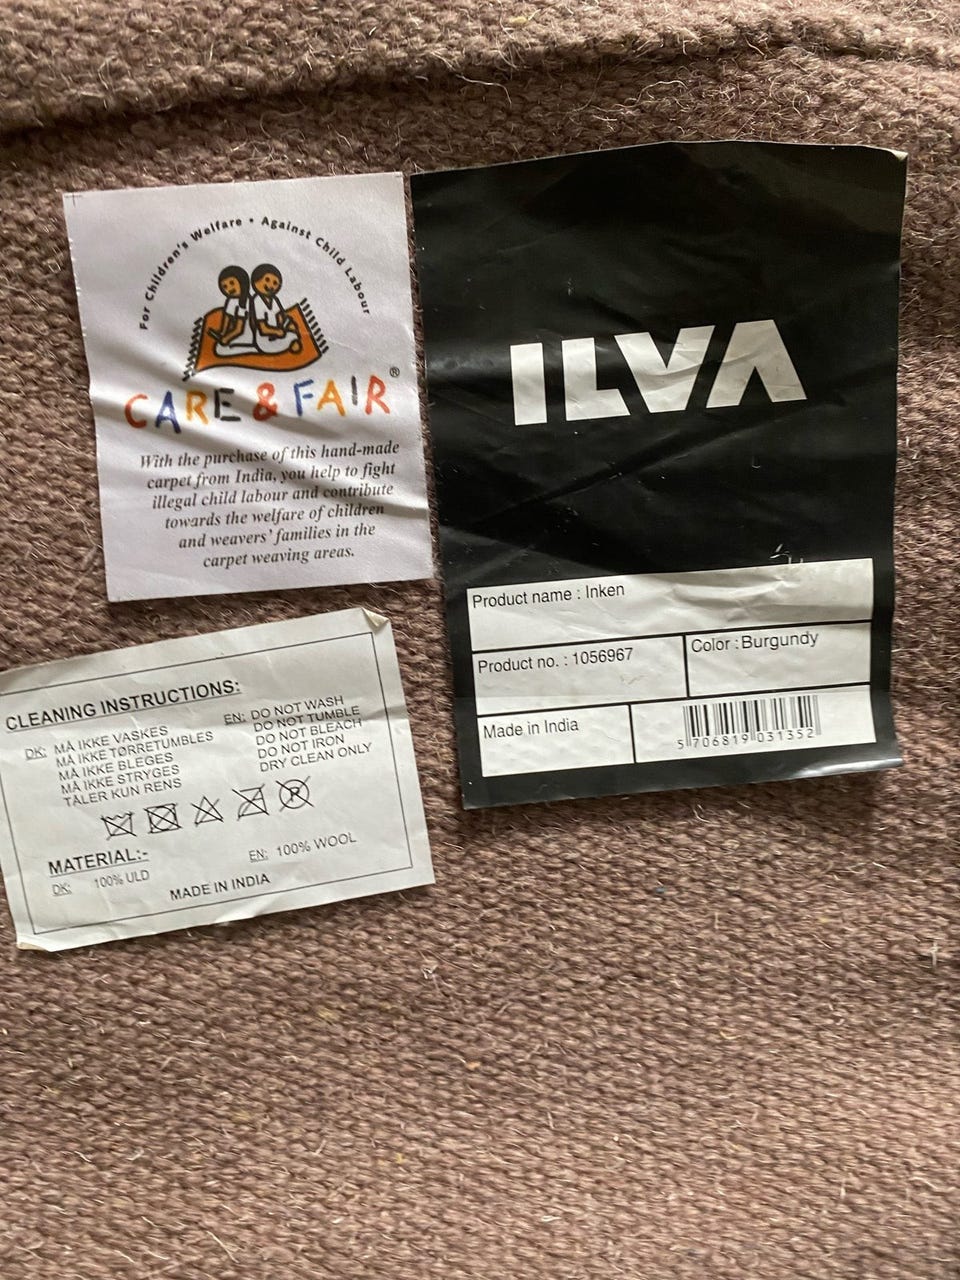 For Children's Welfare • Against Child Labour
CARE & FAIR®
With the purchase of this hand-made
carpet from India, you help to fight
illegal child labour and contribute
towards the welfare of children
and weavers' families in the
carpet weaving areas.
ILVA
Product name : Inken
Product no. : 1056967
Color : Burgundy
Made in India
5 706819 031352
CLEANING INSTRUCTIONS:
DK: MÅ IKKE VASKES
MÅ IKKE TØRRETUMBLES
MÅ IKKE BLEGES
MÅ IKKE STRYGES
TÅLER KUN RENS
EN: DO NOT WASH
DO NOT TUMBLE
DO NOT BLEACH
DO NOT IRON
DRY CLEAN ONLY
P
MATERIAL:-
DK: 100% ULD
EN: 100% WOOL
MADE IN INDIA